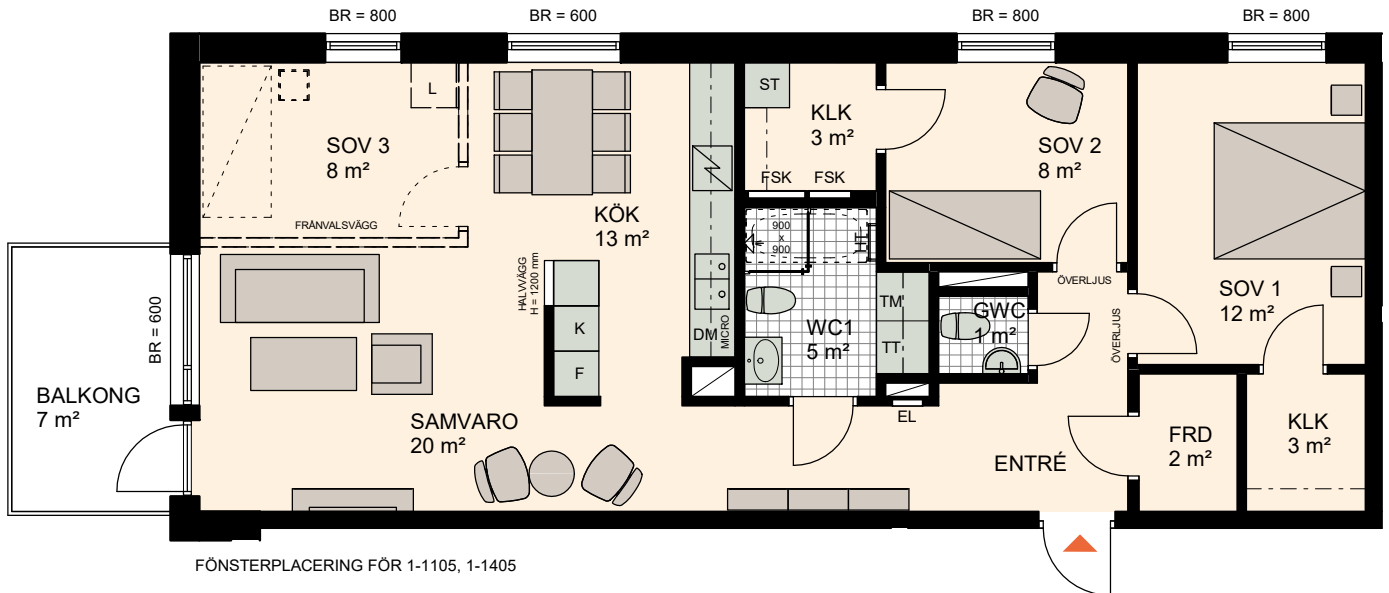 BR = 800
BR = 600
BR = 800
BR = 800
L
ST
KLK
3 m²
SOV 3
8 m²
SOV 2
8 m²
FSK
FSK
FRÅNVALSVÄGG
KÖK
13 m²
900
x
900
HT
HALVVÄGG
H = 1200 mm
ÖVERLJUS
ÖVERLJUS
SOV 1
12 m²
BR = 600
K
F
DM
MICRO
WC1
5 m²
TM
TT
GWC
1 m²
BALKONG
7 m²
SAMVARO
20 m²
EL
ENTRÉ
FRD
2 m²
KLK
3 m²
FÖNSTERPLACERING FÖR 1-1105, 1-1405